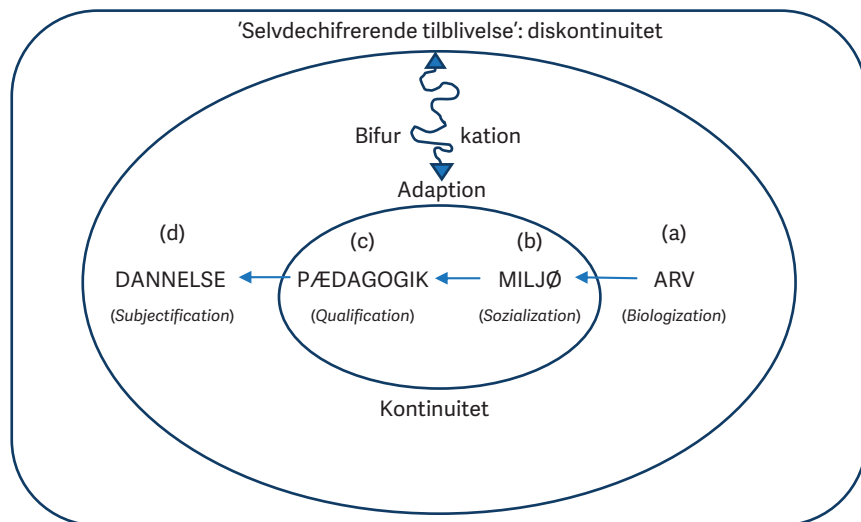 'Selvdechifrerende tilblivelse': diskontinuitet
Bifur kation
Adaption
(d) (c) (b) (a)
DANNELSE PÆDAGOGIK MILJØ ARV
(Subjectification) (Qualification) (Sozialization) (Biologization)
Kontinuitet